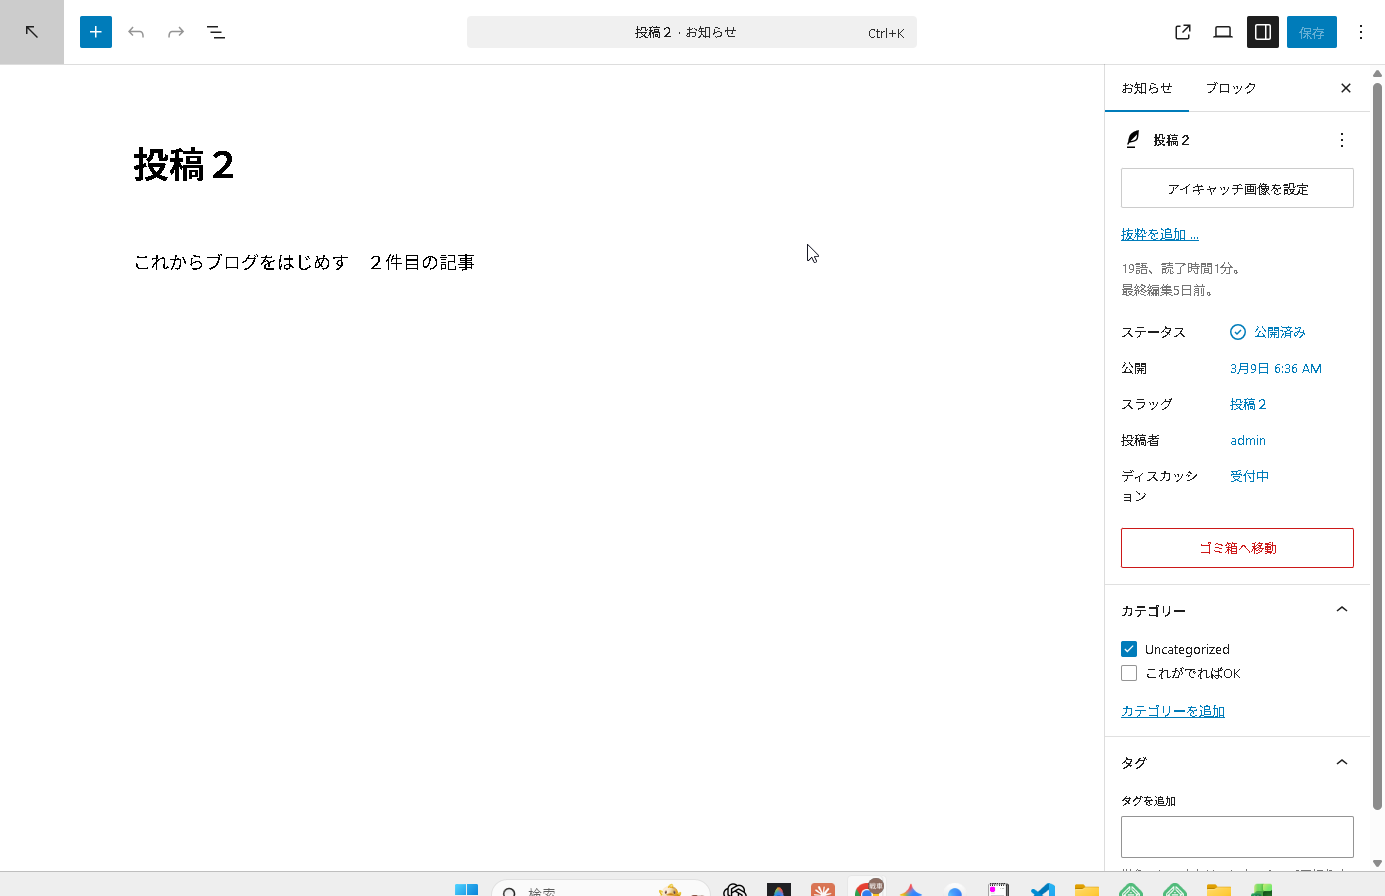 投稿２ · お知らせ
Ctrl+K
保存
お知らせ
ブロック
投稿２
投稿２
アイキャッチ画像を設定
抜粋を追加 ...
これからブログをはじめす　２件目の記事
19語、読了時間1分。
最終編集5日前。
ステータス
公開済み
公開
3月9日 6:36 AM
スラッグ
投稿２
投稿者
admin
ディスカッション
受付中
ゴミ箱へ移動
カテゴリー
Uncategorized
これがでればOK
カテゴリーを追加
タグ
タグを追加
検索